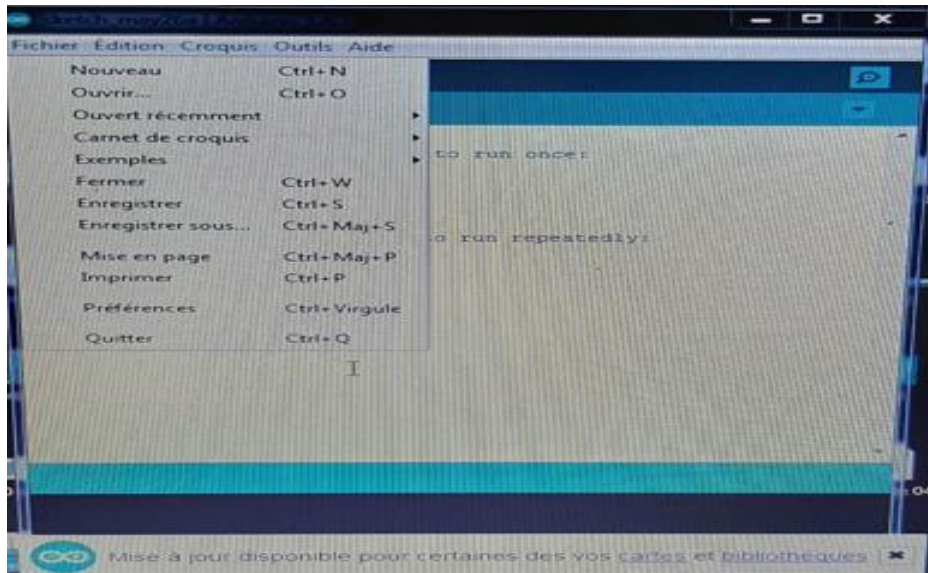 Fichier Édition Croquis Outils Aide
Nouveau Ctrl+N
Ouvrir... Ctrl+O
Ouvert récemment
Carnet de croquis
Exemples
to run once:
Fermer Ctrl+W
Enregistrer Ctrl+S
Enregistrer sous... Ctrl+Maj+S
o run repeatedly:
Mise en page Ctrl+Maj+P
Imprimer Ctrl+P
Préférences Ctrl+Virgule
Quitter Ctrl+Q
Mise à jour disponible pour certaines des vos cartes et bibliothèques